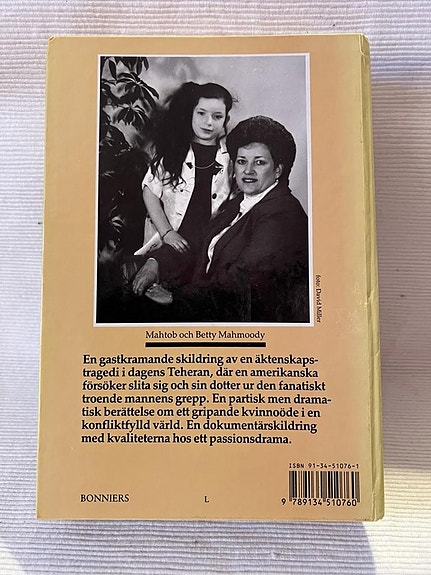 foto: David Miller
Mahtob och Betty Mahmoody
En gastkramande skildring av en äktenskaps-
tragedi i dagens Teheran, där en amerikanska
försöker slita sig och sin dotter ur den fanatiskt
troende mannens grepp. En partisk men drama-
tisk berättelse om ett gripande kvinnoöde i en
konfliktfylld värld. En dokumentärskildring
med kvaliteterna hos ett passionsdrama.
ISBN 91-34-51076-1
BONNIERS L
9 789134 510760